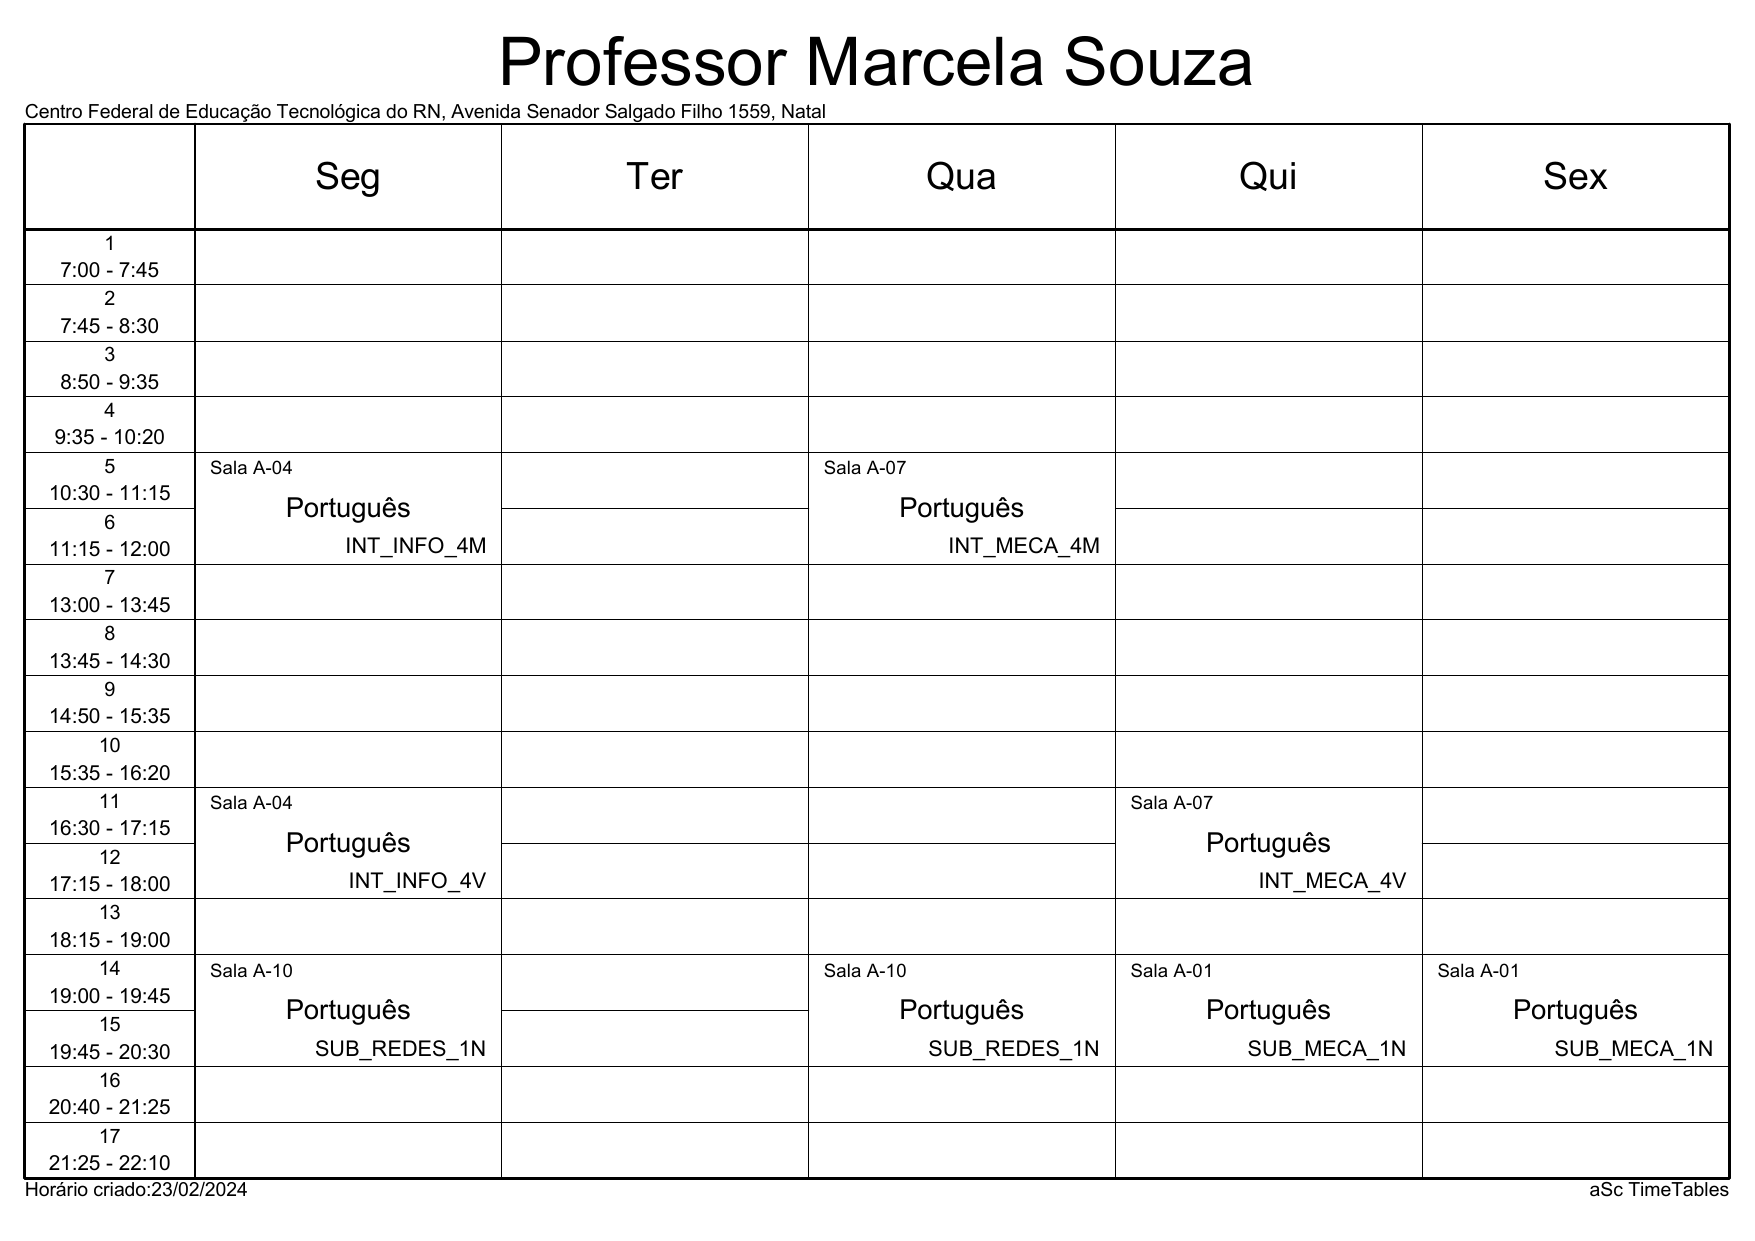 Professor Marcela Souza
Centro Federal de Educação Tecnológica do RN, Avenida Senador Salgado Filho 1559, Natal
Seg Ter Qua Qui Sex
1
7:00 - 7:45
2
7:45 - 8:30
3
8:50 - 9:35
4
9:35 - 10:20
5
10:30 - 11:15
6
11:15 - 12:00
Sala A-04
Português
INT_INFO_4M
Sala A-07
Português
INT_MECA_4M
7
13:00 - 13:45
8
13:45 - 14:30
9
14:50 - 15:35
10
15:35 - 16:20
11
16:30 - 17:15
12
17:15 - 18:00
Sala A-04
Português
INT_INFO_4V
Sala A-07
Português
INT_MECA_4V
13
18:15 - 19:00
14
19:00 - 19:45
15
19:45 - 20:30
Sala A-10
Português
SUB_REDES_1N
Sala A-10
Português
SUB_REDES_1N
Sala A-01
Português
SUB_MECA_1N
Sala A-01
Português
SUB_MECA_1N
16
20:40 - 21:25
17
21:25 - 22:10
Horário criado:23/02/2024
aSc TimeTables